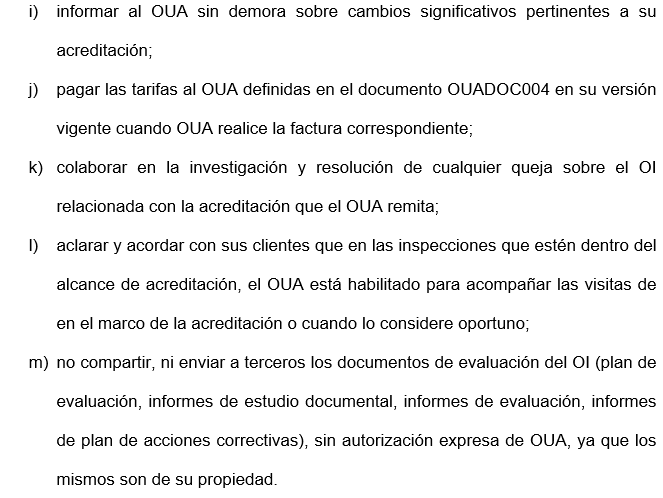 i) informar al OUA sin demora sobre cambios significativos pertinentes a su
acreditación;
j) pagar las tarifas al OUA definidas en el documento OUADOC004 en su versión
vigente cuando OUA realice la factura correspondiente;
k) colaborar en la investigación y resolución de cualquier queja sobre el OI
relacionada con la acreditación que el OUA remita;
l) aclarar y acordar con sus clientes que en las inspecciones que estén dentro del
alcance de acreditación, el OUA está habilitado para acompañar las visitas de
en el marco de la acreditación o cuando lo considere oportuno;
m) no compartir, ni enviar a terceros los documentos de evaluación del OI (plan de
evaluación, informes de estudio documental, informes de evaluación, informes
de plan de acciones correctivas), sin autorización expresa de OUA, ya que los
mismos son de su propiedad.